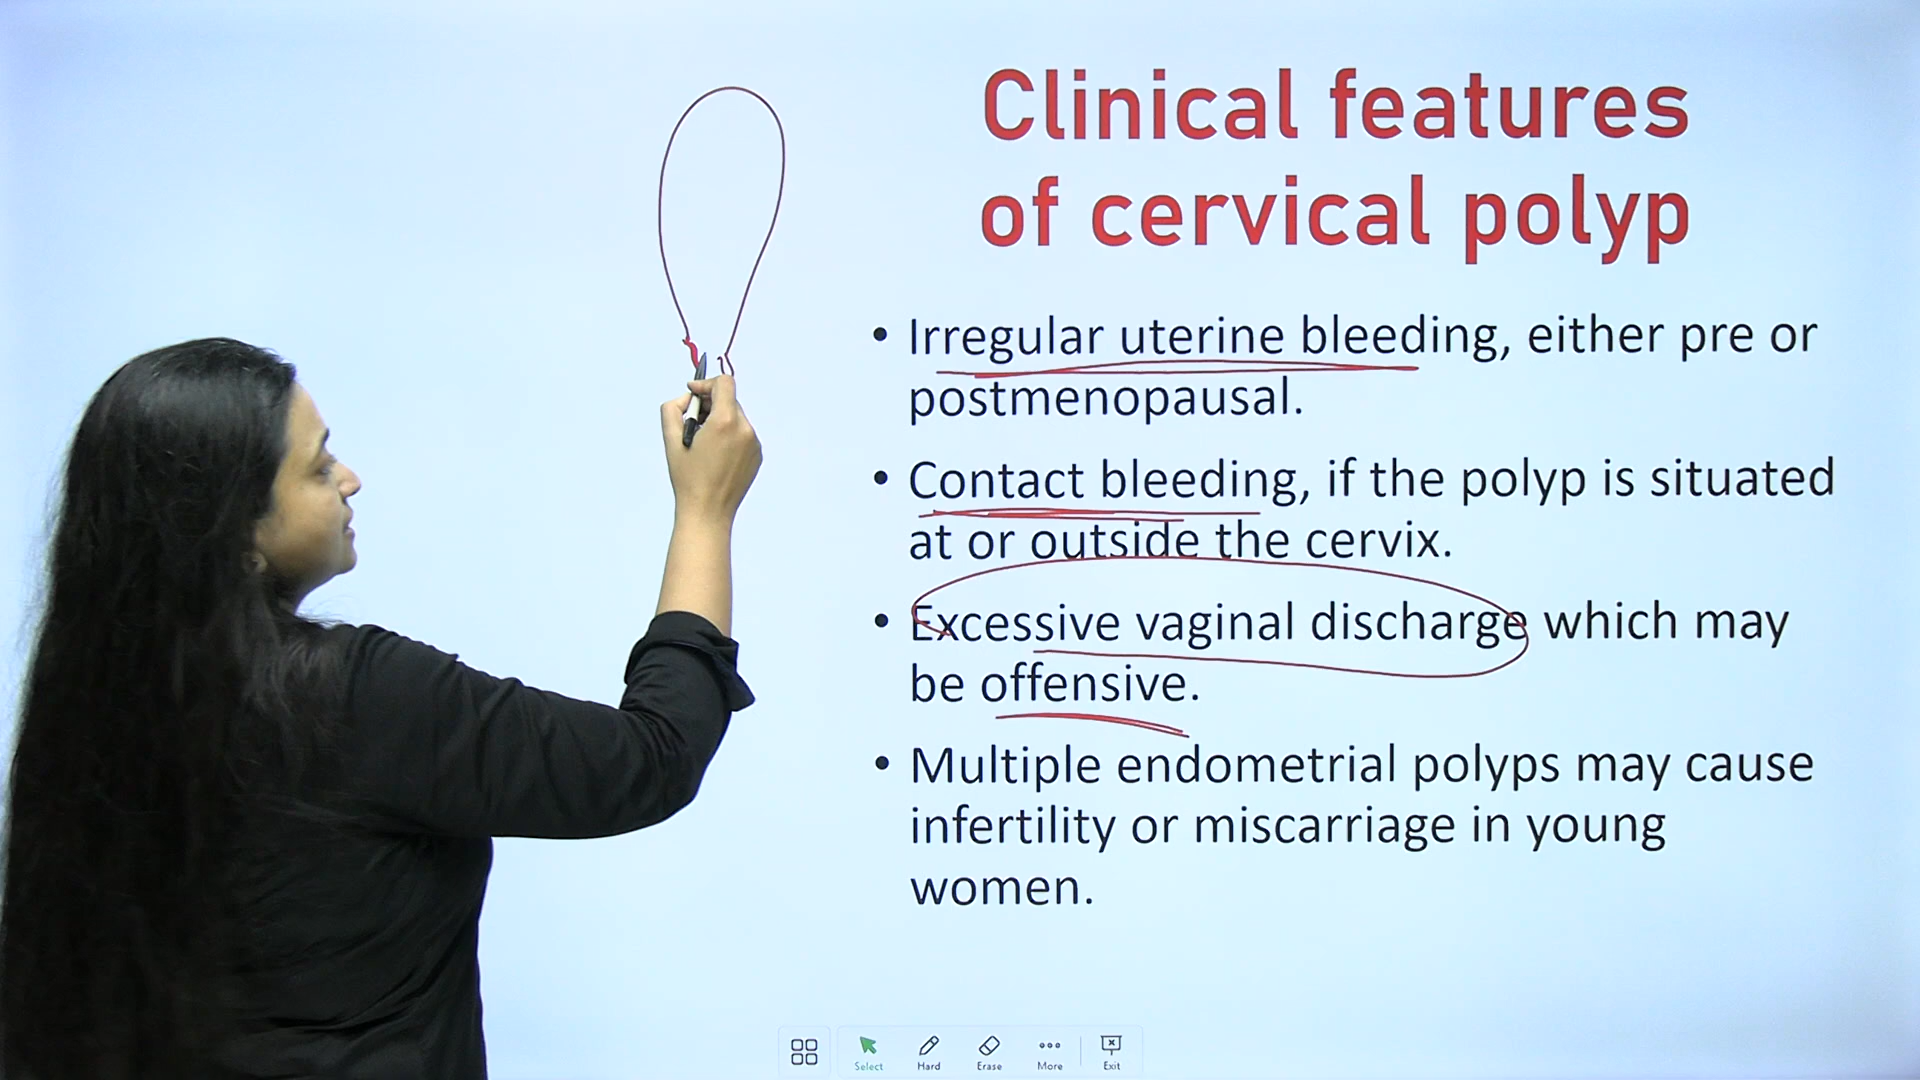 Clinical features
of cervical polyp
• Irregular uterine bleeding, either pre or
postmenopausal.
• Contact bleeding, if the polyp is situated
at or outside the cervix.
• Excessive vaginal discharge which may
be offensive.
• Multiple endometrial polyps may cause
infertility or miscarriage in young
women.
Select Hard Erase More Exit